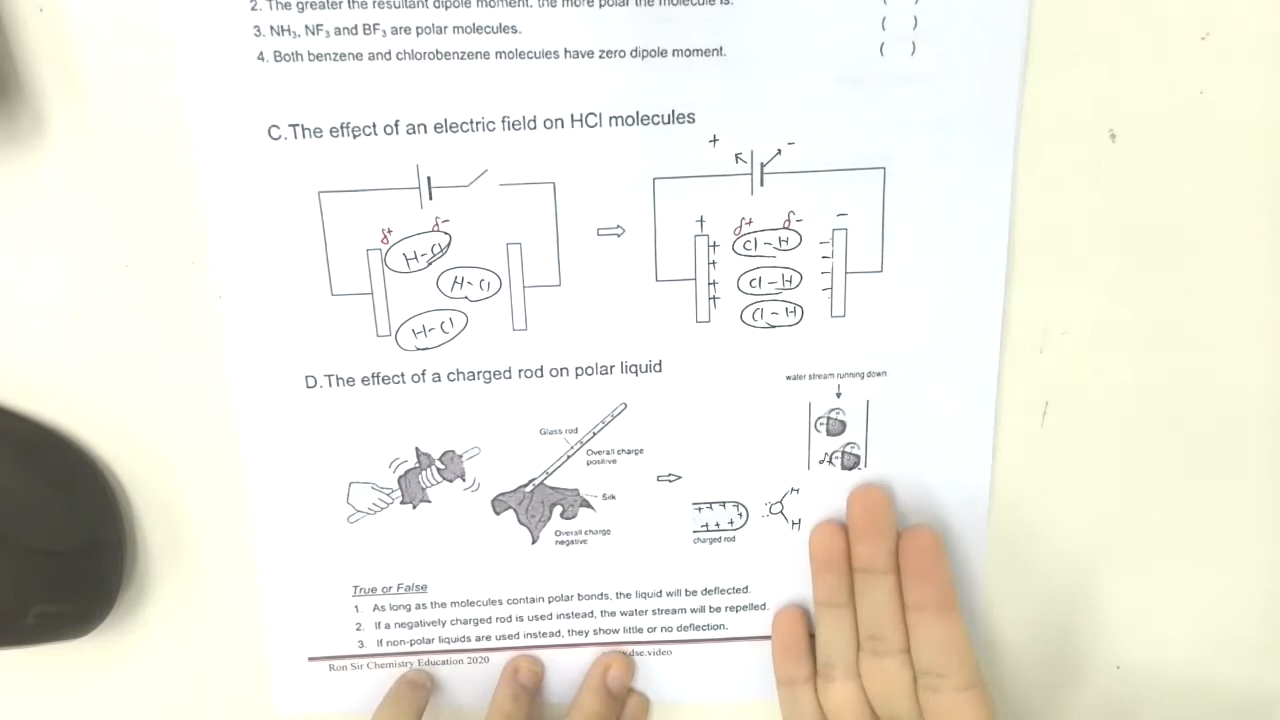 2. The greater the resultant dipole moment, the more polar the molecule is.
3. NH₃, NF₃ and BF₃ are polar molecules. ( )
4. Both benzene and chlorobenzene molecules have zero dipole moment. ( )
C.The effect of an electric field on HCl molecules
+ -
δ+ δ-
H-Cl
H-Cl
H-Cl
+ δ+ δ- -
Cl-H
Cl-H
Cl-H
+ + + +
- - - -
D.The effect of a charged rod on polar liquid
water stream running down
Glass rod
Overall charge
positive
Silk
Overall charge
negative
+ + + + +
+ + +
charged rod
H
O
H
True or False
1. As long as the molecules contain polar bonds, the liquid will be deflected.
2. If a negatively charged rod is used instead, the water stream will be repelled.
3. If non-polar liquids are used instead, they show little or no deflection.
Ron Sir Chemistry Education 2020 .dse.video